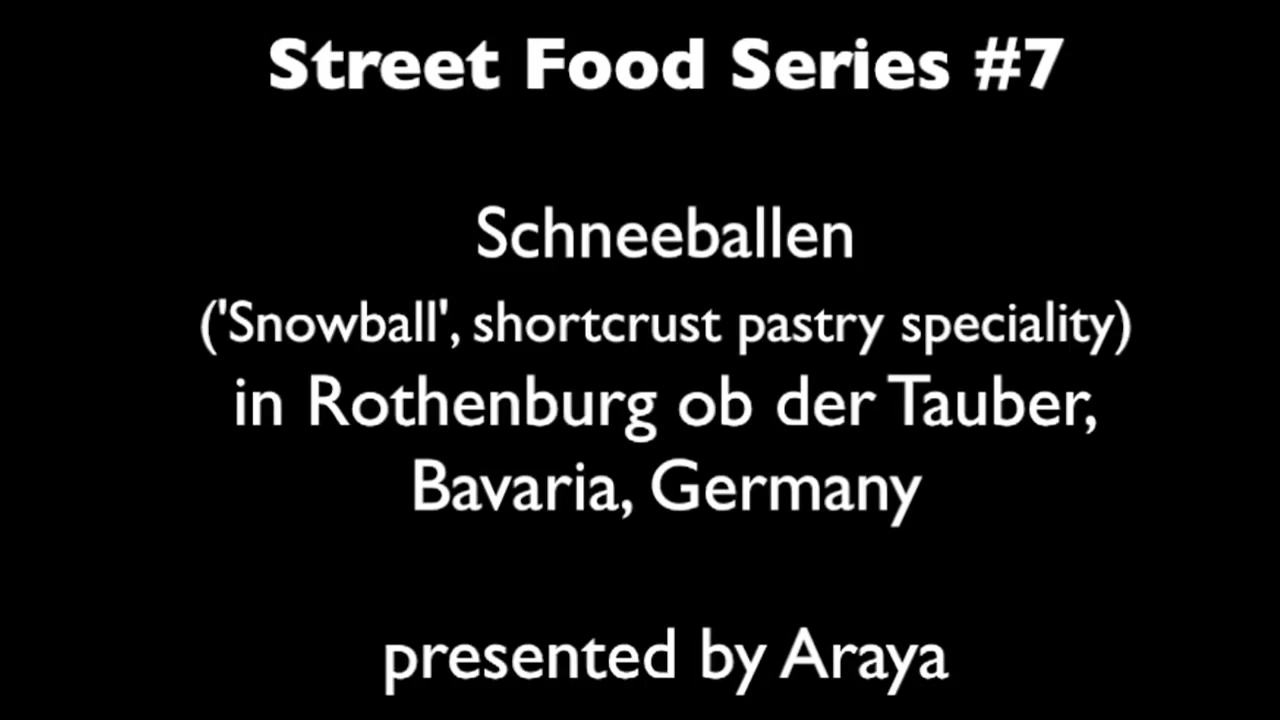 Street Food Series #7
Schneeballen
('Snowball', shortcrust pastry speciality)
in Rothenburg ob der Tauber,
Bavaria, Germany
presented by Araya